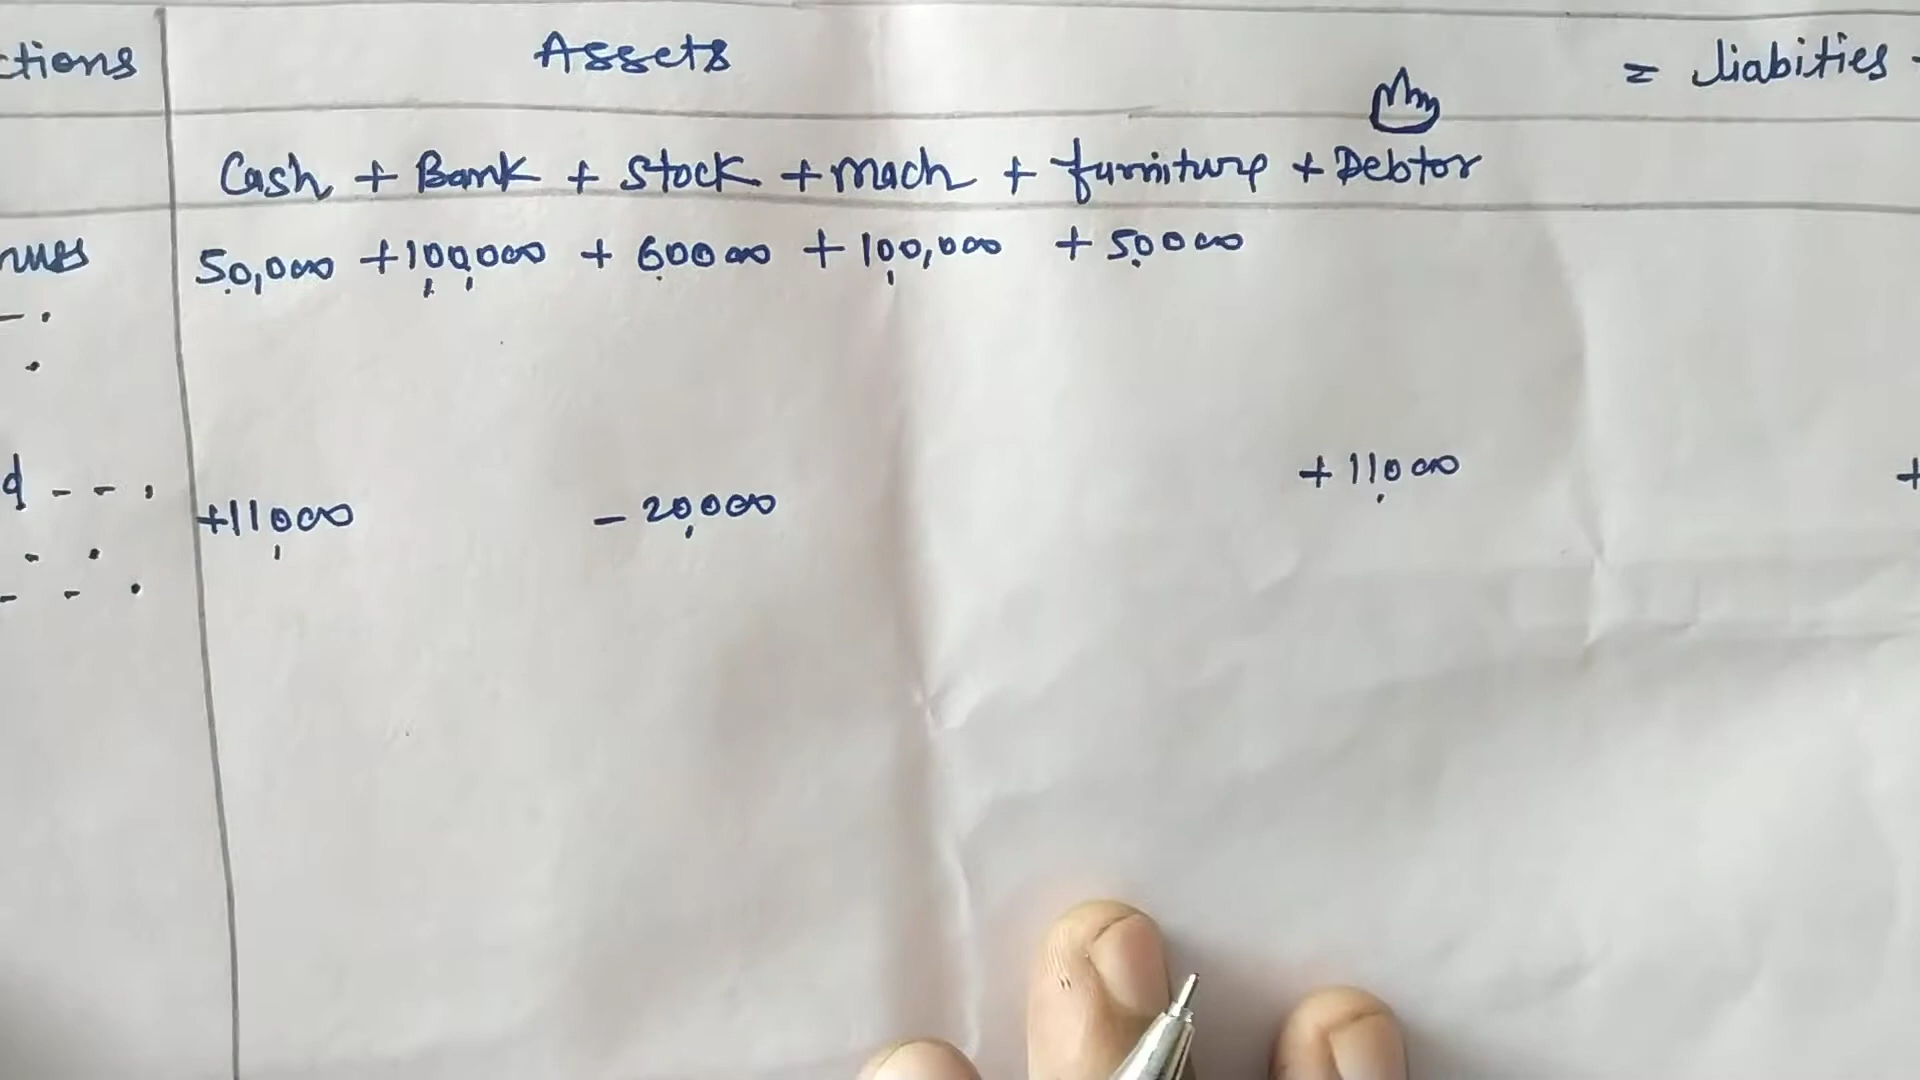 ctions Assets = liabities
Cash + Bank + Stock + mach + furniture + Debtor
50,000 + 100,000 + 60000 + 100,000 + 50000
+11000 - 20,000 + 11000 +